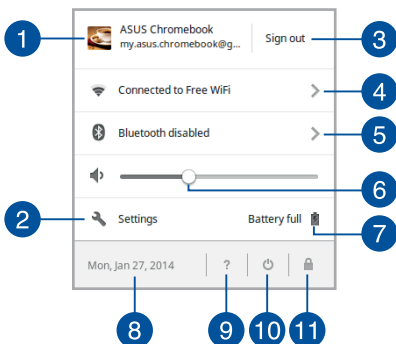 ASUS Chromebook
my.asus.chromebook@g...
Sign out
1
3
Connected to Free WiFi
4
Bluetooth disabled
5
6
2
Settings
Battery full
7
Mon, Jan 27, 2014
?
8
9
10
11